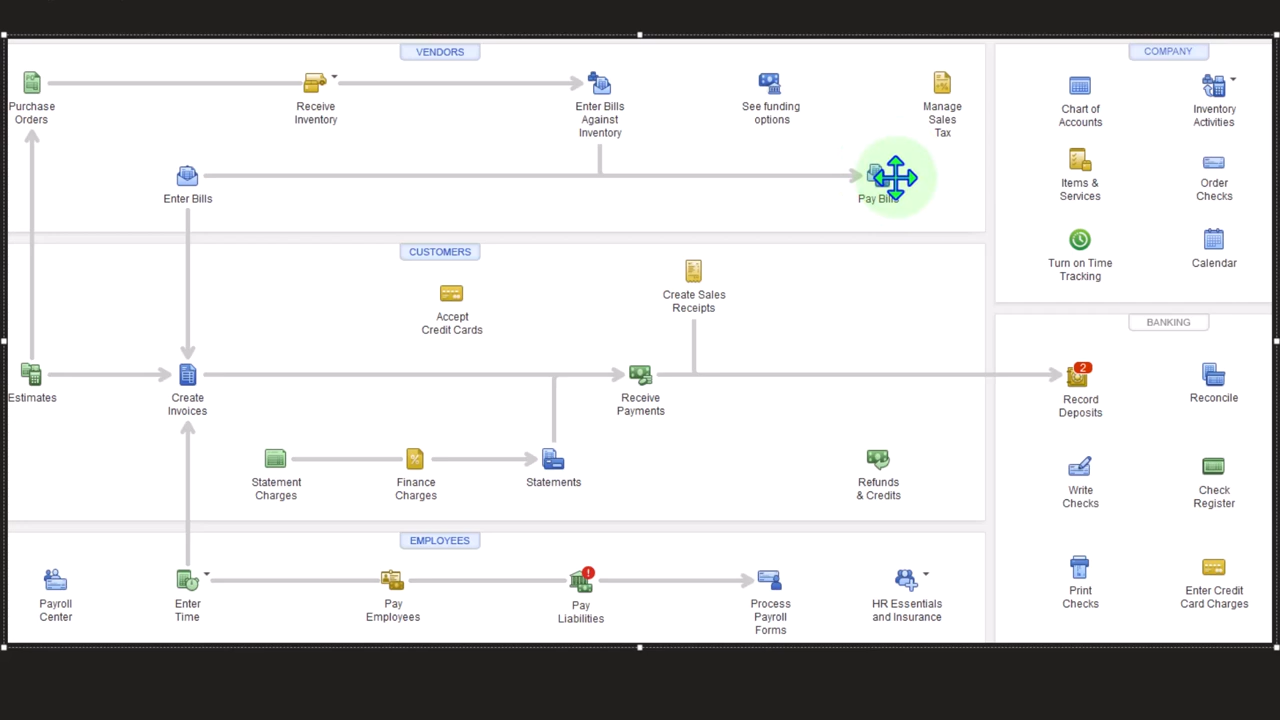 VENDORS
Purchase
Orders
Receive
Inventory
Enter Bills
Against
Inventory
See funding
options
Manage
Sales
Tax
Enter Bills
Pay Bills
CUSTOMERS
Create Sales
Receipts
Accept
Credit Cards
Estimates
Create
Invoices
Receive
Payments
Statement
Charges
Finance
Charges
Statements
Refunds
& Credits
EMPLOYEES
Payroll
Center
Enter
Time
Pay
Employees
!
Pay
Liabilities
Process
Payroll
Forms
HR Essentials
and Insurance
COMPANY
Chart of
Accounts
Inventory
Activities
Items &
Services
Order
Checks
Turn on Time
Tracking
Calendar
BANKING
2
Record
Deposits
Reconcile
Write
Checks
Check
Register
Print
Checks
Enter Credit
Card Charges